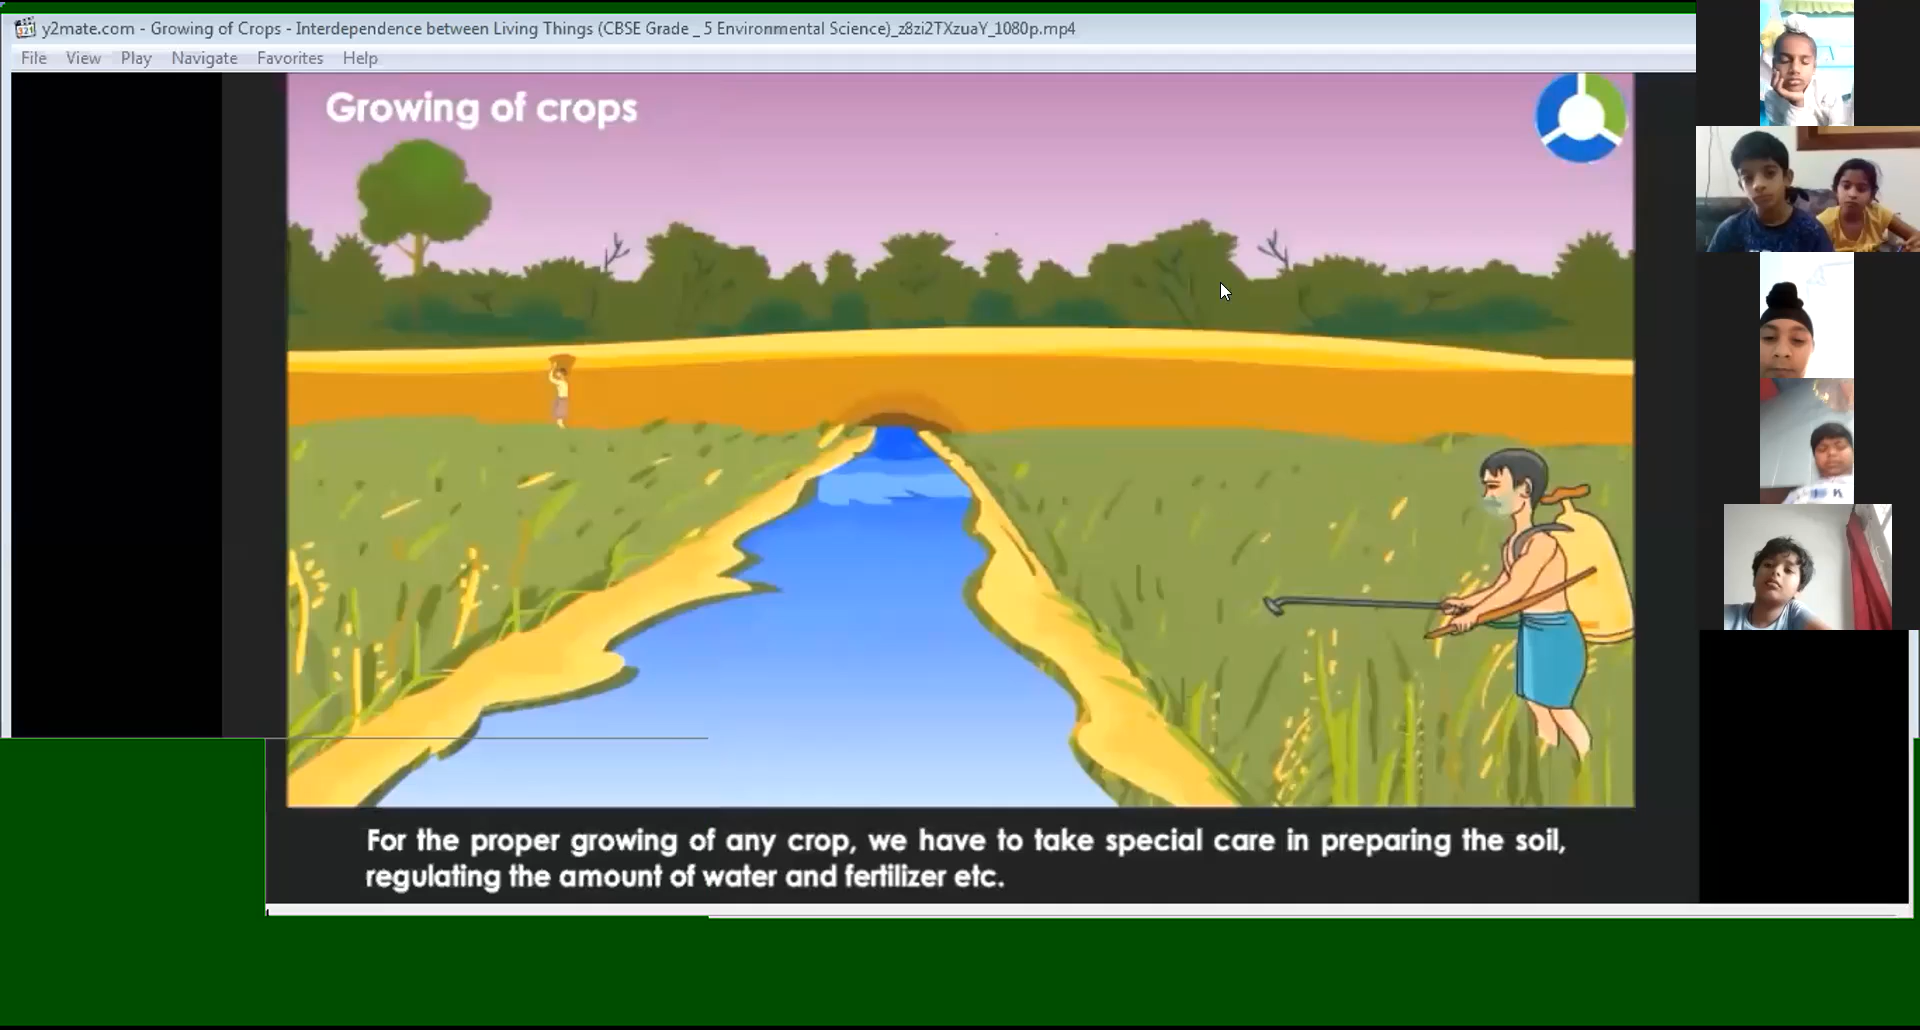 y2mate.com - Growing of Crops - Interdependence between Living Things (CBSE Grade _ 5 Environmental Science)_z8zi2TXzuaY_1080p.mp4
File View Play Navigate Favorites Help
Growing of crops
For the proper growing of any crop, we have to take special care in preparing the soil,
regulating the amount of water and fertilizer etc.